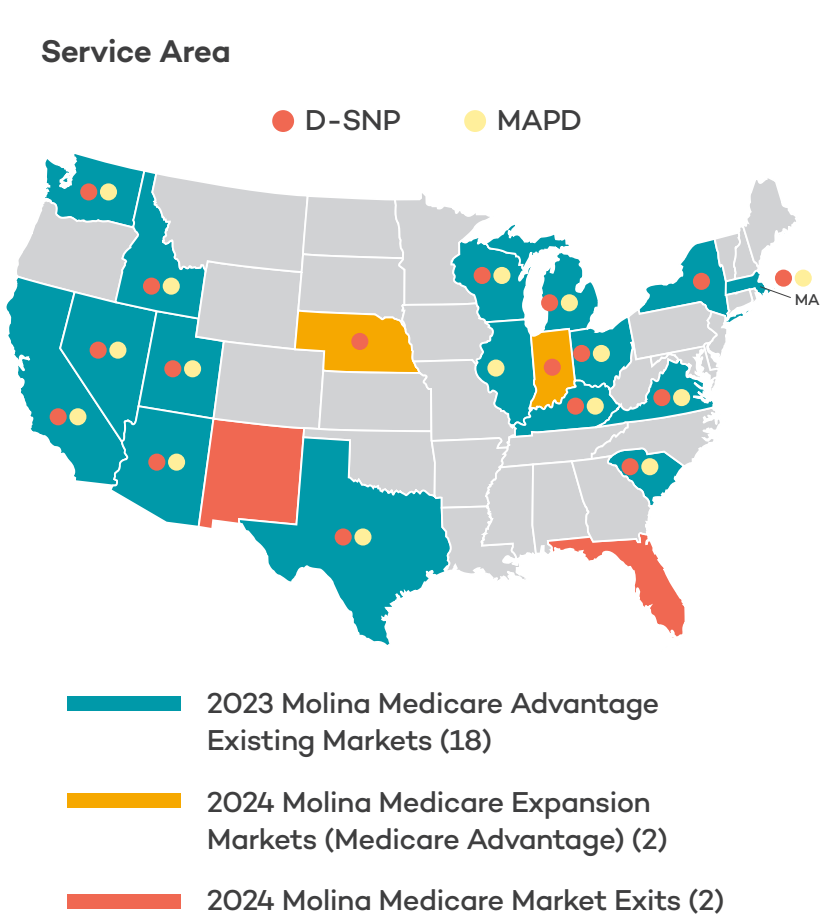 Service Area
D-SNP
MAPD
MA
2023 Molina Medicare Advantage
Existing Markets (18)
2024 Molina Medicare Expansion
Markets (Medicare Advantage) (2)
2024 Molina Medicare Market Exits (2)